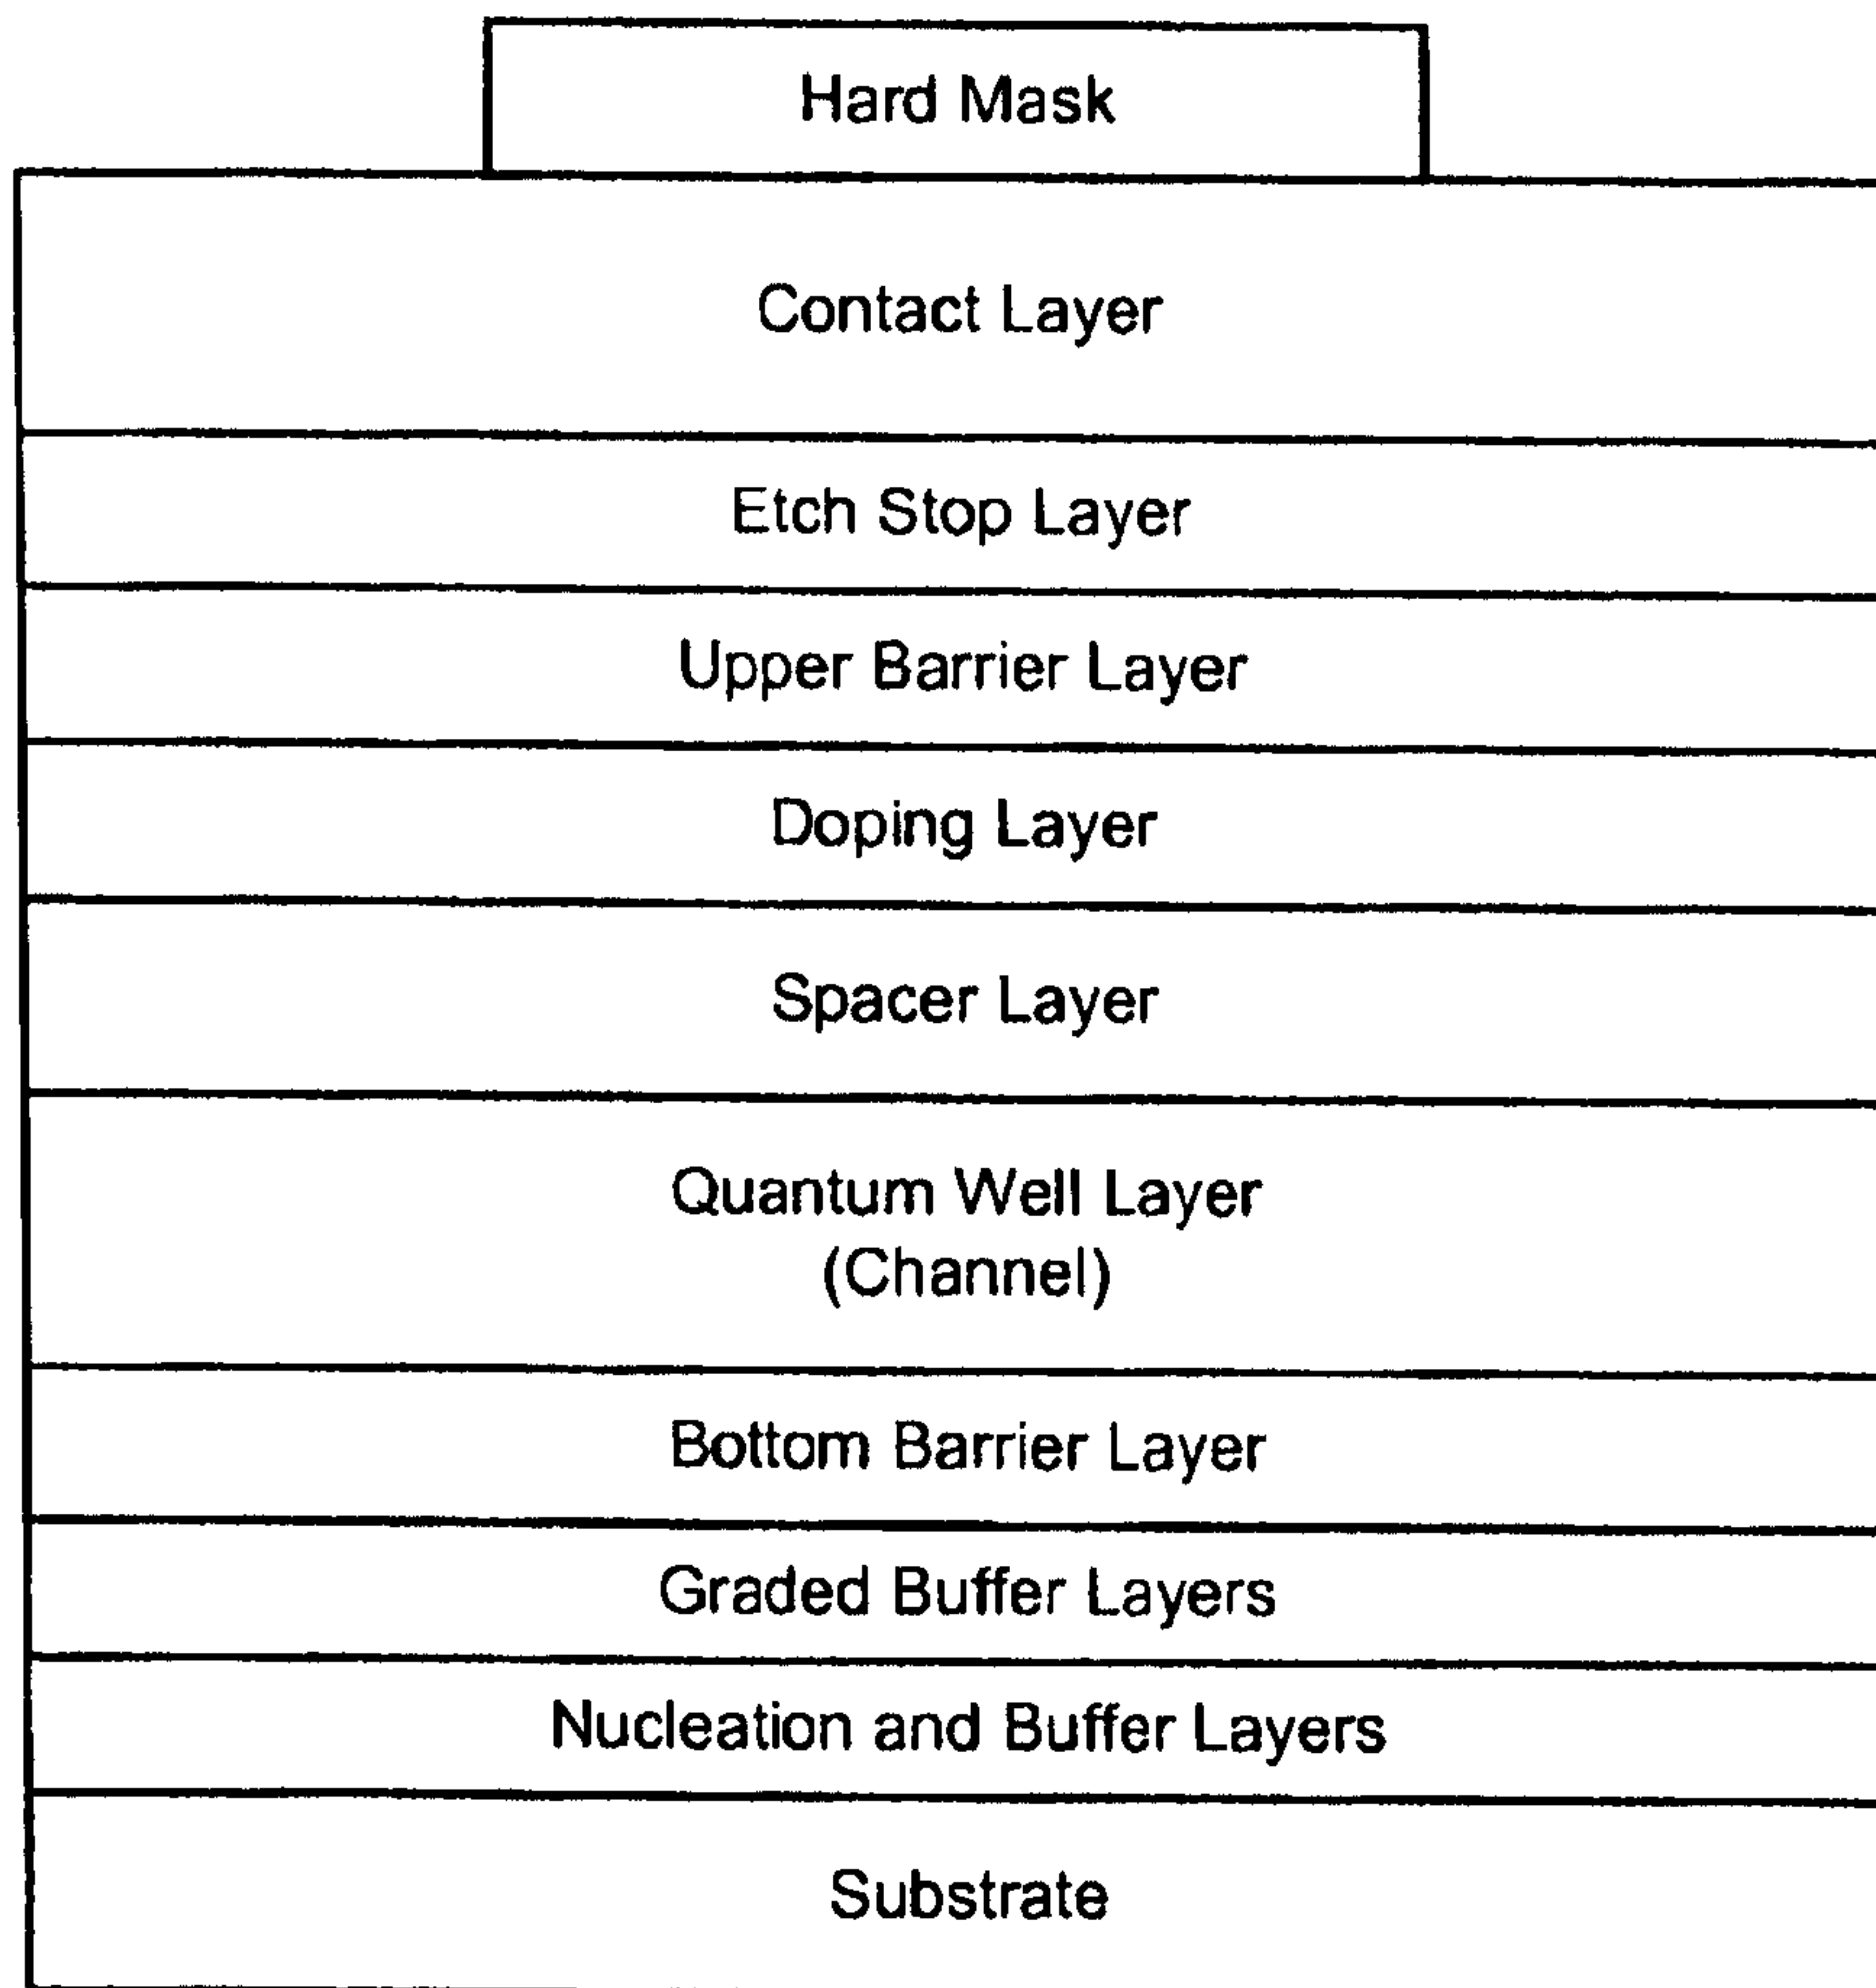 Hard Mask
Contact Layer
Etch Stop Layer
Upper Barrier Layer
Doping Layer
Spacer Layer
Quantum Well Layer
(Channel)
Bottom Barrier Layer
Graded Buffer Layers
Nucleation and Buffer Layers
Substrate